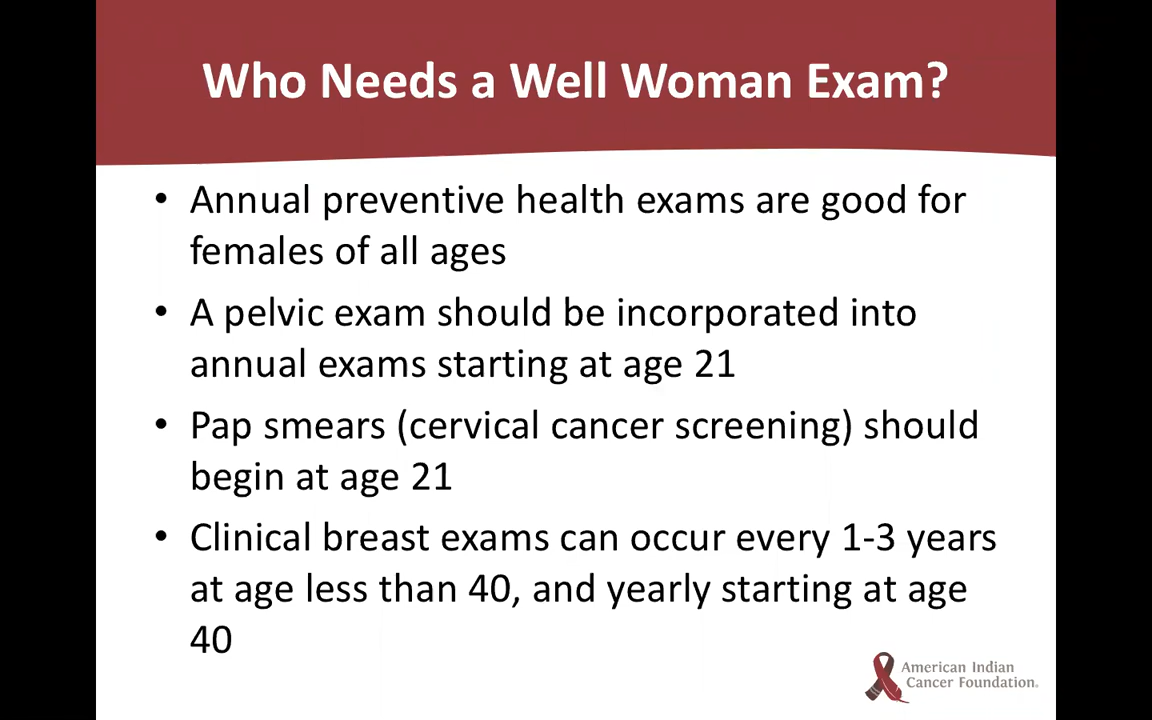 Who Needs a Well Woman Exam?
• Annual preventive health exams are good for
females of all ages
• A pelvic exam should be incorporated into
annual exams starting at age 21
• Pap smears (cervical cancer screening) should
begin at age 21
• Clinical breast exams can occur every 1-3 years
at age less than 40, and yearly starting at age
40
American Indian
Cancer Foundation.